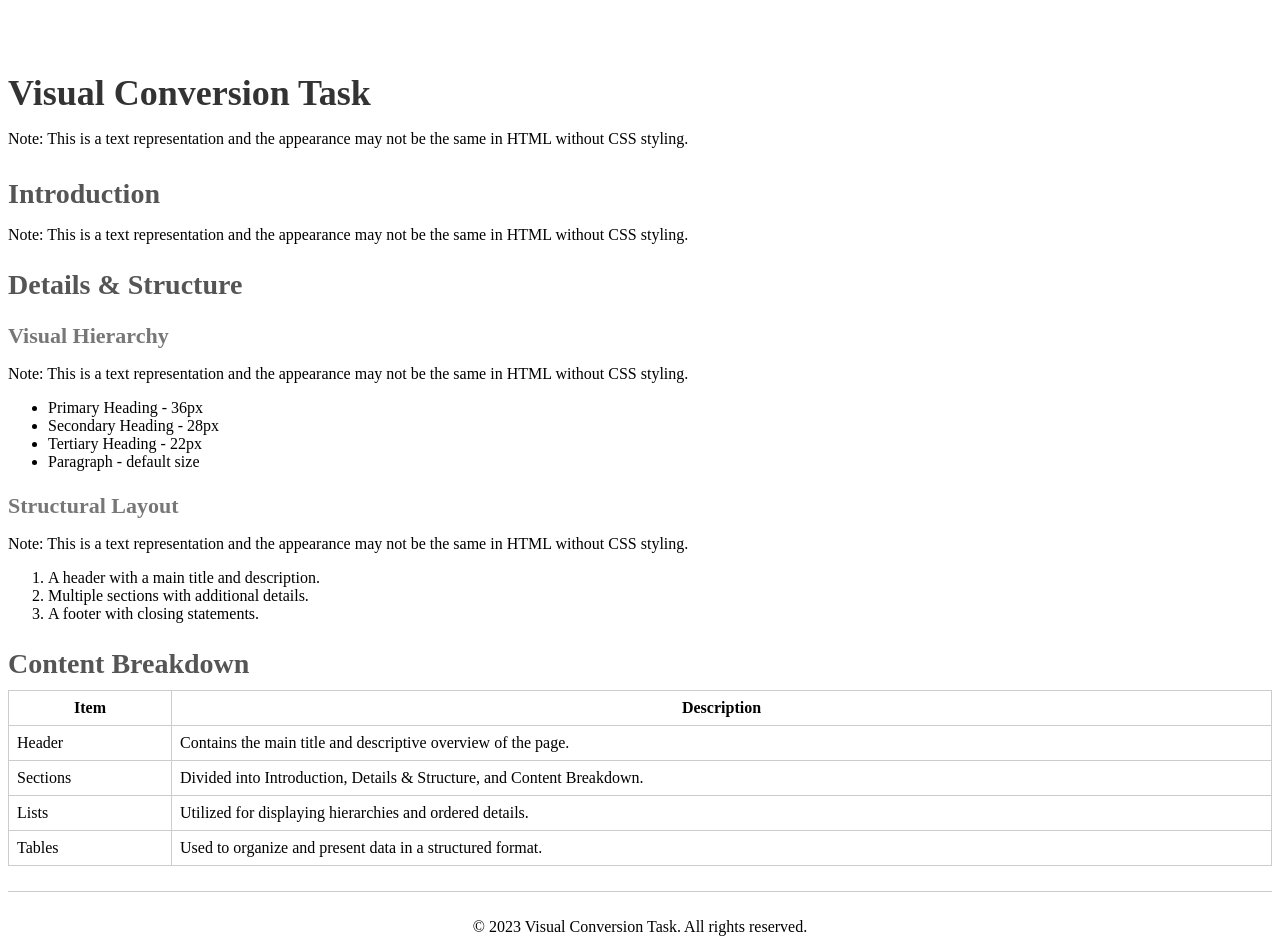 Visual Conversion Task
Note: This is a text representation and the appearance may not be the same in HTML without CSS styling.
Introduction
Note: This is a text representation and the appearance may not be the same in HTML without CSS styling.
Details & Structure
Visual Hierarchy
Note: This is a text representation and the appearance may not be the same in HTML without CSS styling.
• Primary Heading - 36px
• Secondary Heading - 28px
• Tertiary Heading - 22px
• Paragraph - default size
Structural Layout
Note: This is a text representation and the appearance may not be the same in HTML without CSS styling.
1. A header with a main title and description.
2. Multiple sections with additional details.
3. A footer with closing statements.
Content Breakdown
Item Description
Header Contains the main title and descriptive overview of the page.
Sections Divided into Introduction, Details & Structure, and Content Breakdown.
Lists Utilized for displaying hierarchies and ordered details.
Tables Used to organize and present data in a structured format.
© 2023 Visual Conversion Task. All rights reserved.